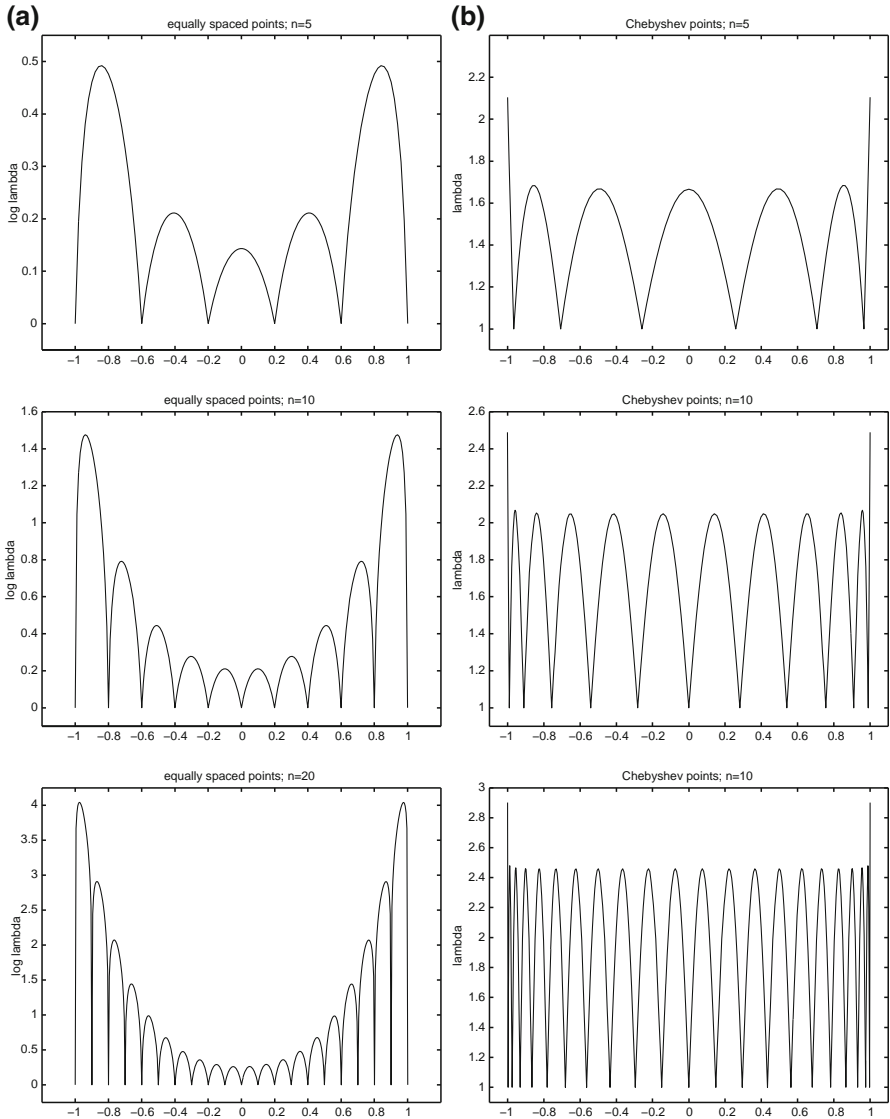 (a)
equally spaced points; n=5
log lambda
0.5
0.4
0.3
0.2
0.1
0
−1 −0.8 −0.6 −0.4 −0.2 0 0.2 0.4 0.6 0.8 1
(b)
Chebyshev points; n=5
lambda
2.2
2
1.8
1.6
1.4
1.2
1
−1 −0.8 −0.6 −0.4 −0.2 0 0.2 0.4 0.6 0.8 1
equally spaced points; n=10
log lambda
1.6
1.4
1.2
1
0.8
0.6
0.4
0.2
0
−1 −0.8 −0.6 −0.4 −0.2 0 0.2 0.4 0.6 0.8 1
Chebyshev points; n=10
lambda
2.6
2.4
2.2
2
1.8
1.6
1.4
1.2
1
−1 −0.8 −0.6 −0.4 −0.2 0 0.2 0.4 0.6 0.8 1
equally spaced points; n=20
log lambda
4
3.5
3
2.5
2
1.5
1
0.5
0
−1 −0.8 −0.6 −0.4 −0.2 0 0.2 0.4 0.6 0.8 1
Chebyshev points; n=10
lambda
3
2.8
2.6
2.4
2.2
2
1.8
1.6
1.4
1.2
1
−1 −0.8 −0.6 −0.4 −0.2 0 0.2 0.4 0.6 0.8 1